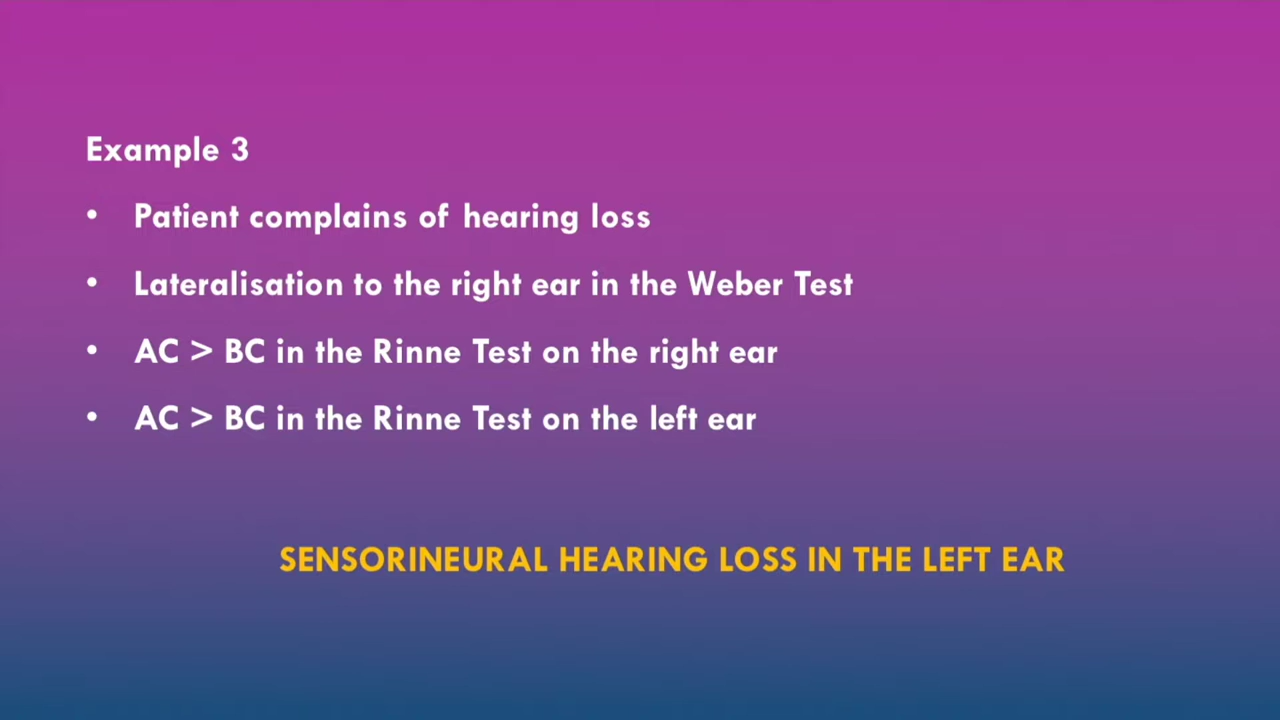 Example 3
• Patient complains of hearing loss
• Lateralisation to the right ear in the Weber Test
• AC > BC in the Rinne Test on the right ear
• AC > BC in the Rinne Test on the left ear
SENSORINEURAL HEARING LOSS IN THE LEFT EAR